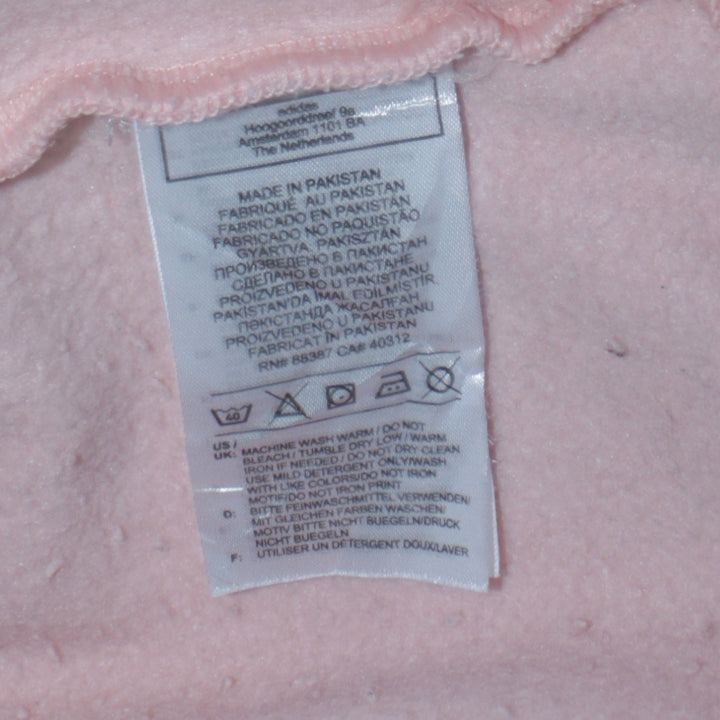 adidas
Hoogoorddreef 9a
Amsterdam 1101 BA
The Netherlands
MADE IN PAKISTAN
FABRIQUÉ AU PAKISTAN
FABRICADO EN PAKISTÁN
FABRICADO NO PAQUISTÃO
GYÁRTVA: PAKISZTÁN
ПРОИЗВЕДЕНО В ПАКИСТАН
СДЕЛАНО В ПАКИСТАНЕ
PROIZVEDENO U PAKISTANU
PAKISTAN'DA İMAL EDİLMİŞTİR.
ПӘКІСТАНДА ЖАСАЛҒАН
PROIZVEDENO U PAKISTANU
FABRICAT IN PAKISTAN
RN# 88387 CA# 40312
40
US / UK: MACHINE WASH WARM / DO NOT
BLEACH / TUMBLE DRY LOW / WARM
IRON IF NEEDED / DO NOT DRY CLEAN
USE MILD DETERGENT ONLY/WASH
WITH LIKE COLORS/DO NOT IRON
MOTIF/DO NOT IRON PRINT
D: BITTE FEINWASCHMITTEL VERWENDEN/
MIT GLEICHEN FARBEN WASCHEN/
MOTIV BITTE NICHT BUEGELN/DRUCK
NICHT BUEGELN
F: UTILISER UN DETERGENT DOUX/LAVER